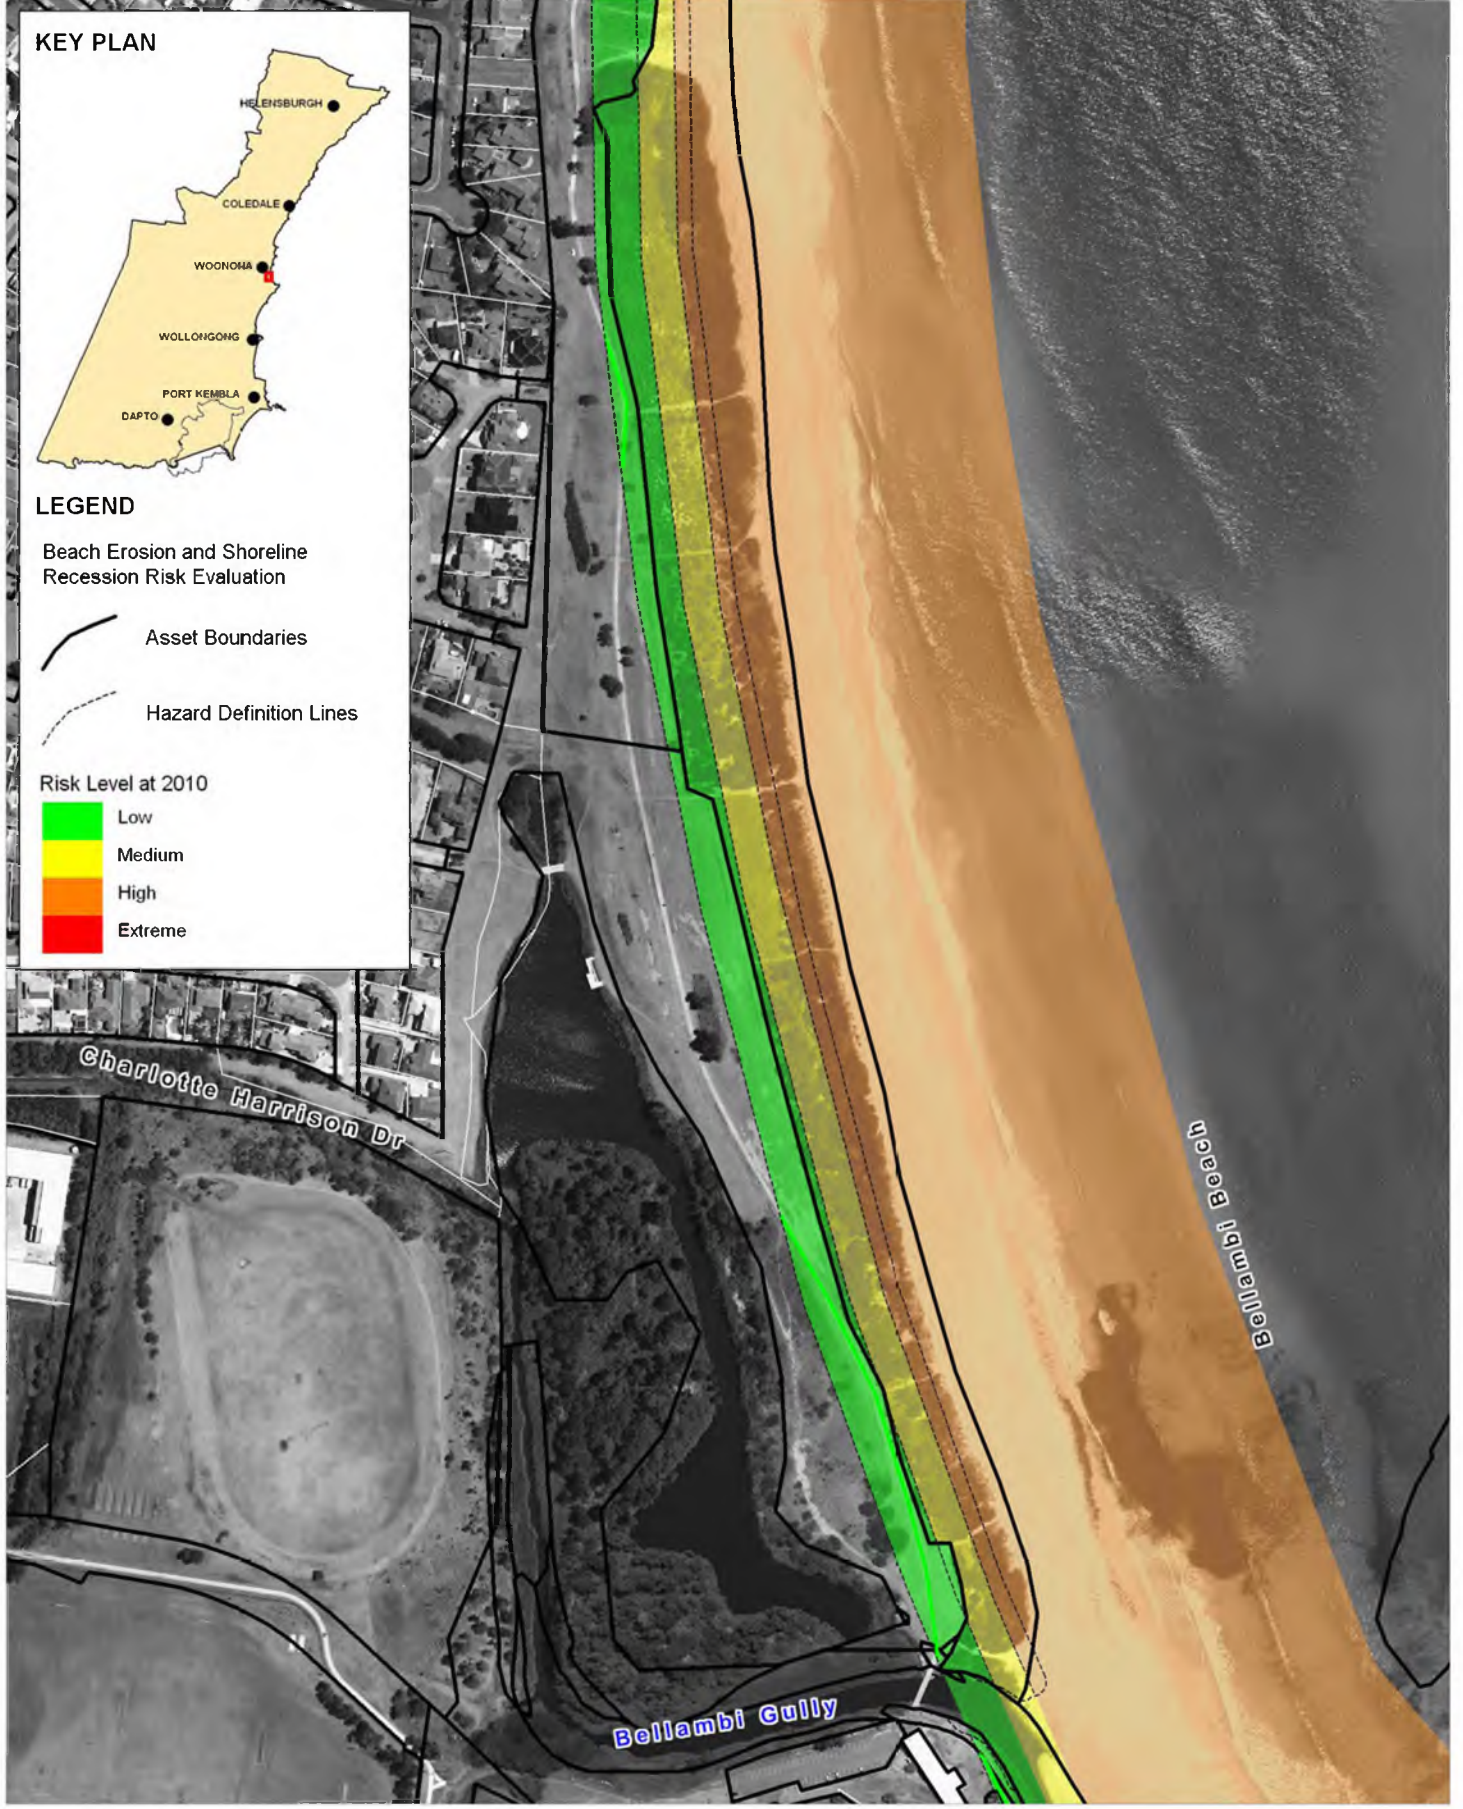 KEY PLAN
HELENSBURGH
COLEDALE
WOONONA
WOLLONGONG
PORT KEMBLA
DAPTO
LEGEND
Beach Erosion and Shoreline
Recession Risk Evaluation
Asset Boundaries
Hazard Definition Lines
Risk Level at 2010
Low
Medium
High
Extreme
Charlotte Harrison Dr
Bellambi Beach
Bellambi Gully